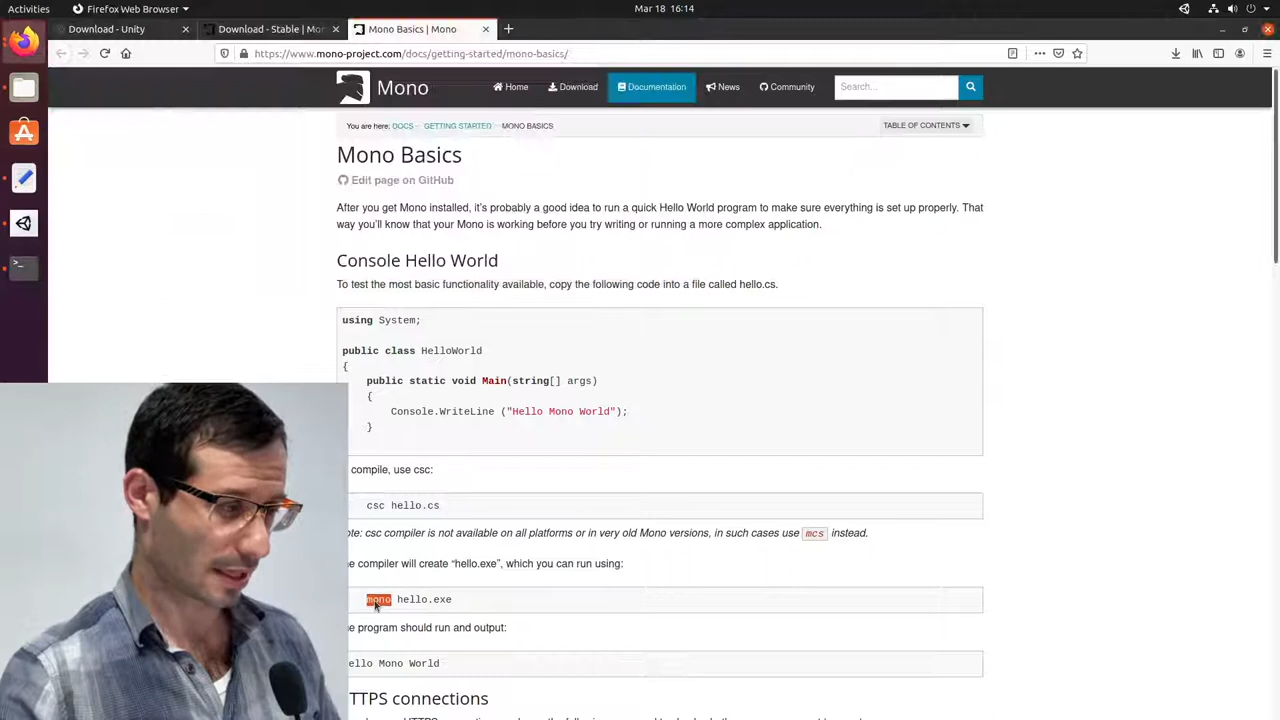 Activities
Firefox Web Browser
Mar 18 16:14
Download - Unity
Download - Stable | Mono
Mono Basics | Mono
https://www.mono-project.com/docs/getting-started/mono-basics/
Mono
Home
Download
Documentation
News
Community
Search...
You are here: DOCS
GETTING STARTED
MONO BASICS
TABLE OF CONTENTS
Mono Basics
Edit page on GitHub
After you get Mono installed, it's probably a good idea to run a quick Hello World program to make sure everything is set up properly. That
way you'll know that your Mono is working before you try writing or running a more complex application.
Console Hello World
To test the most basic functionality available, copy the following code into a file called hello.cs.
using System;
public class HelloWorld
{
public static void Main(string[] args)
{
Console.WriteLine ("Hello Mono World");
}
compile, use csc:
csc hello.cs
te: csc compiler is not available on all platforms or in very old Mono versions, in such cases use mcs instead.
e compiler will create “hello.exe”, which you can run using:
mono hello.exe
e program should run and output:
ello Mono World
TTPS connections